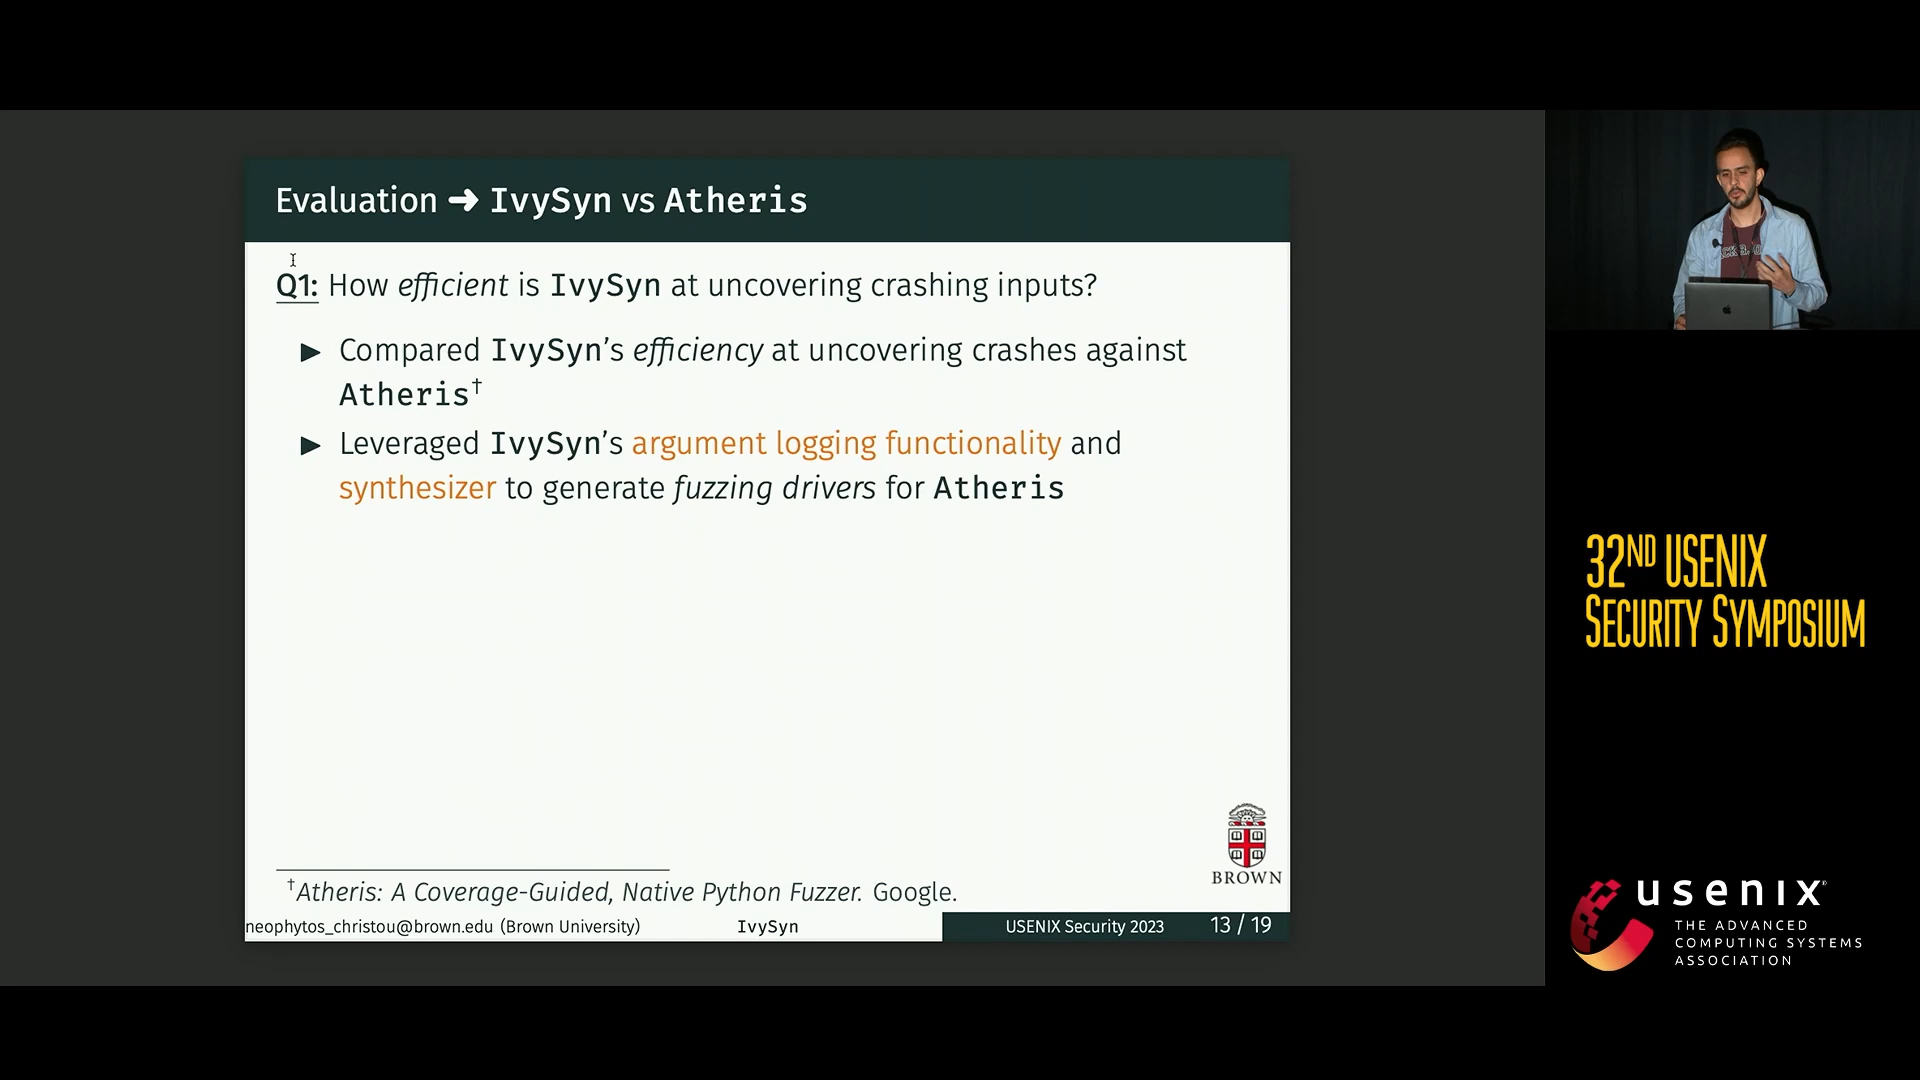 Evaluation ➜ IvySyn vs Atheris
Q1: How efficient is IvySyn at uncovering crashing inputs?
▶ Compared IvySyn’s efficiency at uncovering crashes against
Atheris†
▶ Leveraged IvySyn’s argument logging functionality and
synthesizer to generate fuzzing drivers for Atheris
BROWN
†Atheris: A Coverage-Guided, Native Python Fuzzer. Google.
neophytos_christou@brown.edu (Brown University) IvySyn USENIX Security 2023 13 / 19
32ND USENIX
SECURITY SYMPOSIUM
usenix
THE ADVANCED
COMPUTING SYSTEMS
ASSOCIATION